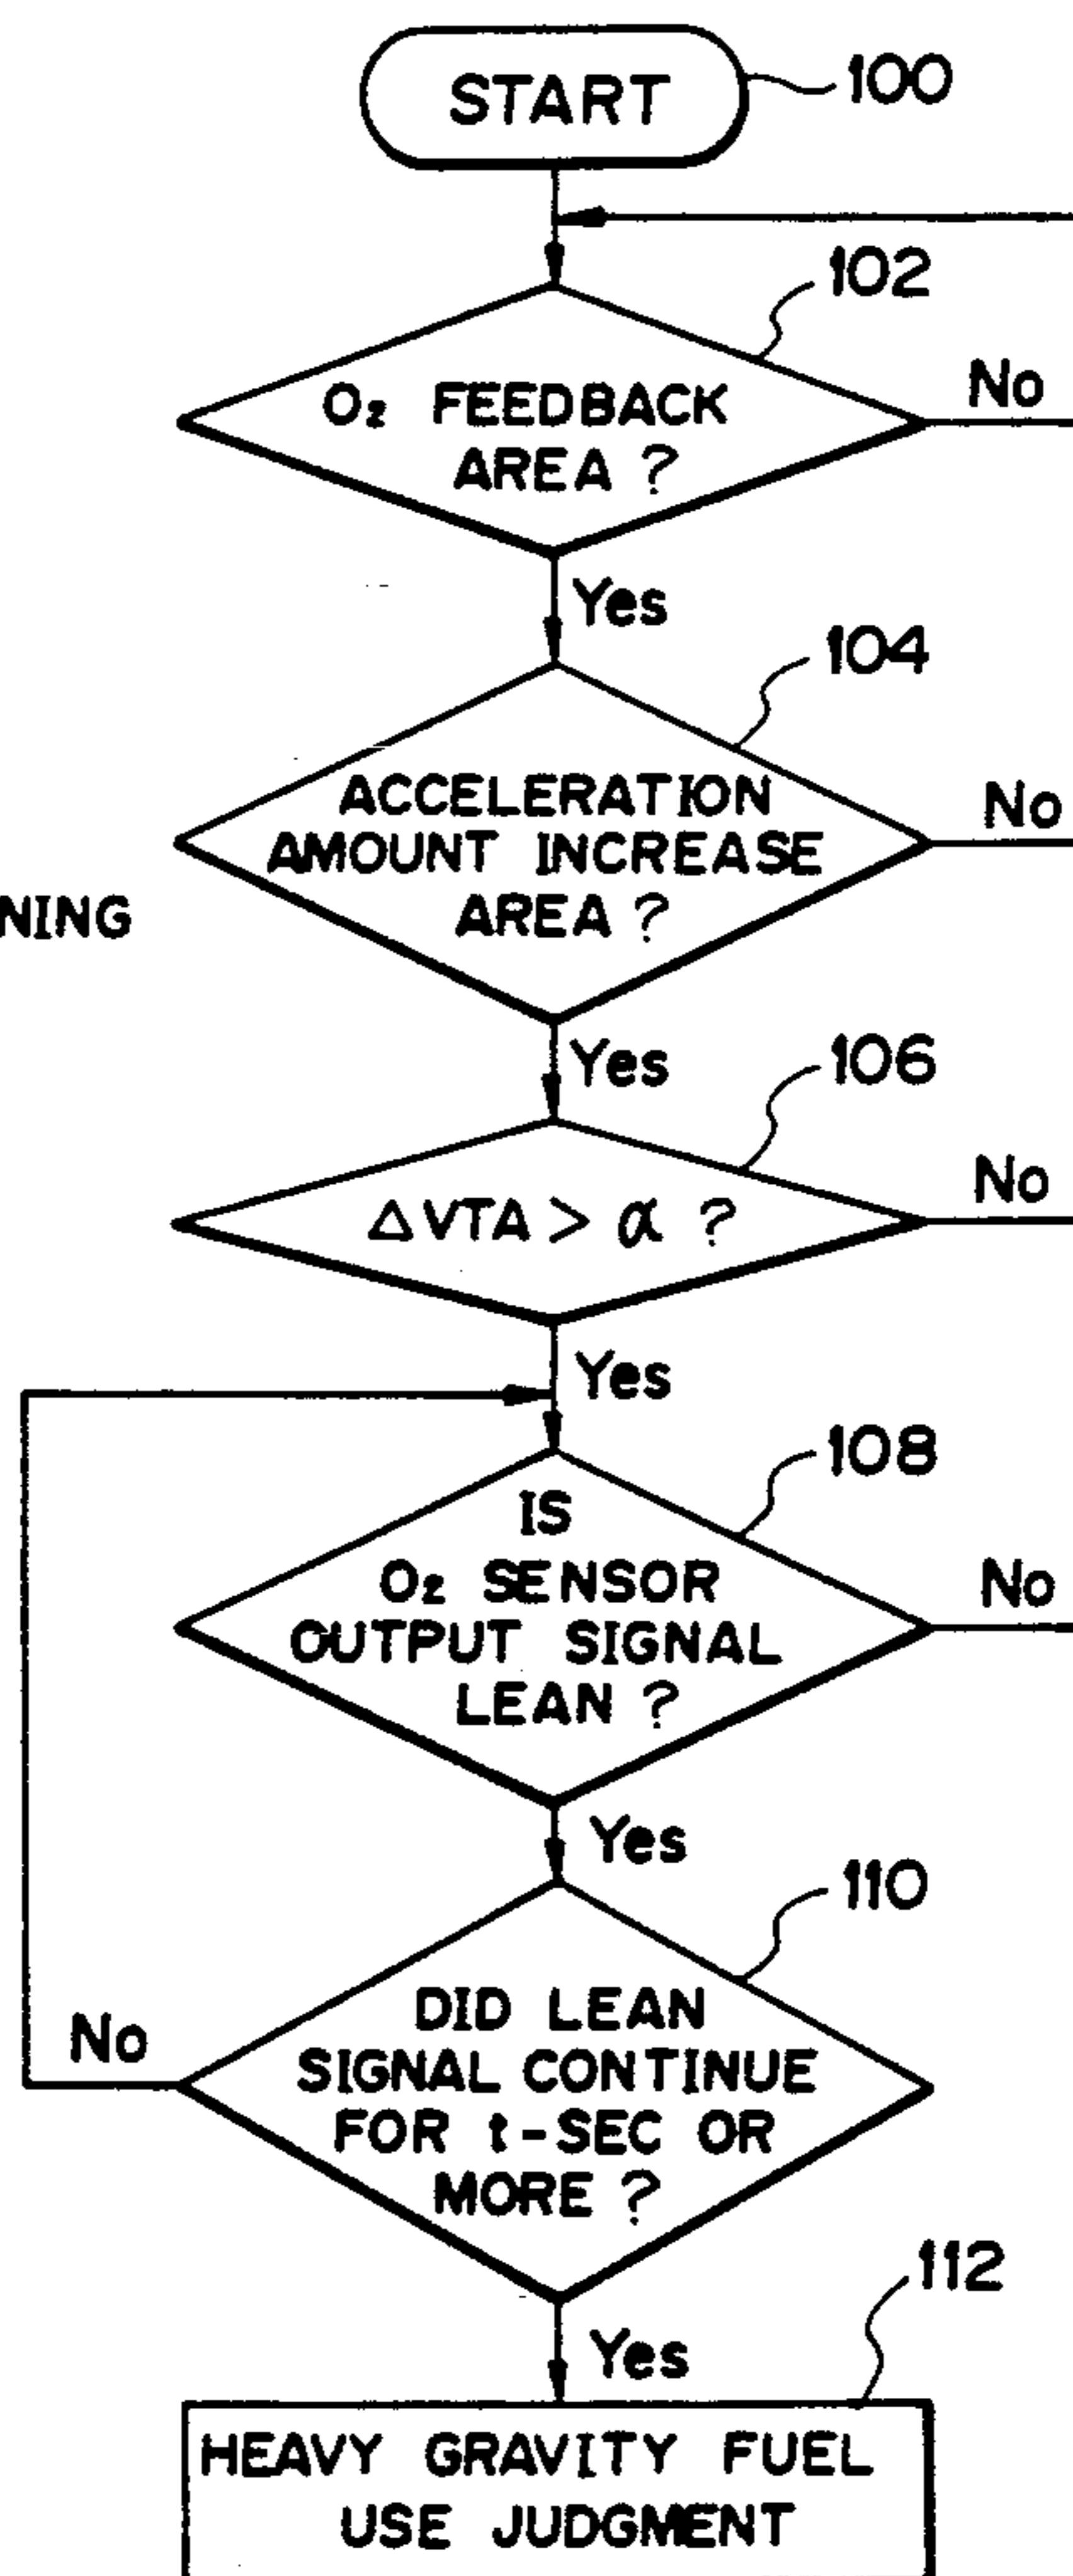 START
100
102
O₂ FEEDBACK
AREA ?
No
Yes
104
ACCELERATION
AMOUNT INCREASE
AREA ?
No
NING
Yes
106
ΔVTA > α ?
No
Yes
108
IS
O₂ SENSOR
OUTPUT SIGNAL
LEAN ?
No
Yes
110
DID LEAN
SIGNAL CONTINUE
FOR t-SEC OR
MORE ?
No
Yes
112
HEAVY GRAVITY FUEL
USE JUDGMENT